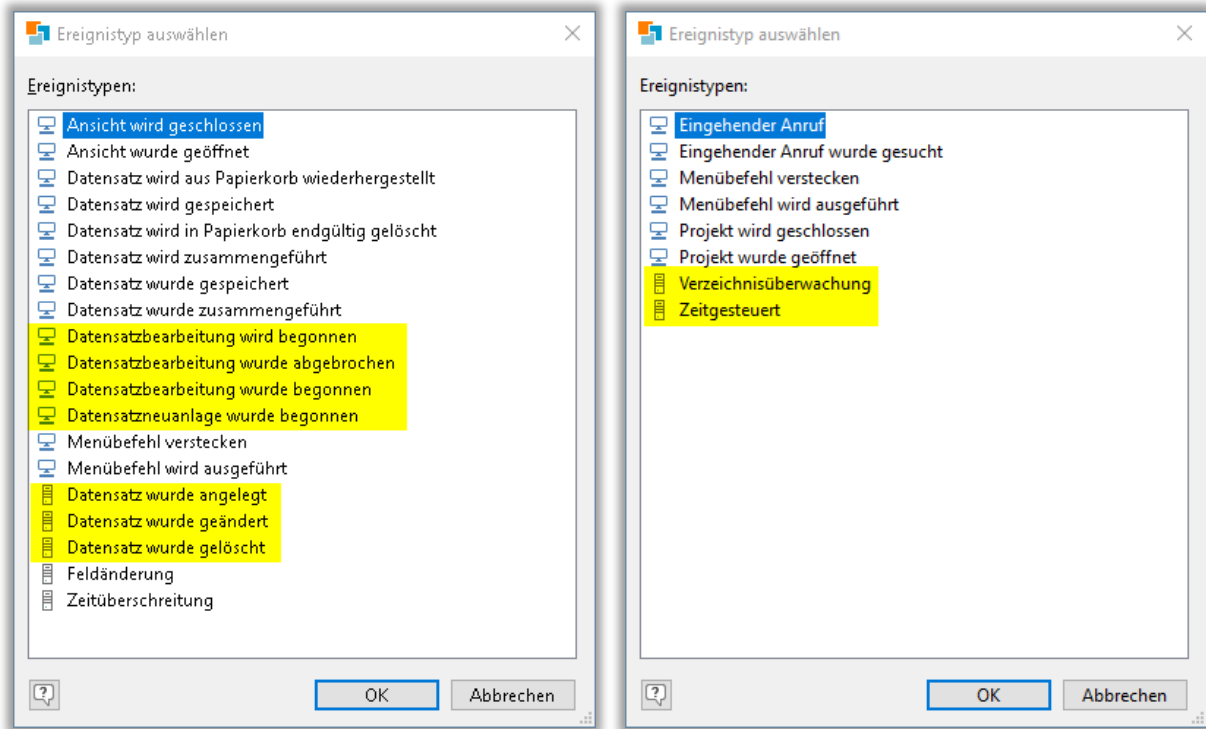 Ereignistyp auswählen
Ereignistypen:
Ansicht wird geschlossen
Ansicht wurde geöffnet
Datensatz wird aus Papierkorb wiederhergestellt
Datensatz wird gespeichert
Datensatz wird in Papierkorb endgültig gelöscht
Datensatz wird zusammengeführt
Datensatz wurde gespeichert
Datensatz wurde zusammengeführt
Datensatzbearbeitung wird begonnen
Datensatzbearbeitung wurde abgebrochen
Datensatzbearbeitung wurde begonnen
Datensatzneuanlage wurde begonnen
Menübefehl verstecken
Menübefehl wird ausgeführt
Datensatz wurde angelegt
Datensatz wurde geändert
Datensatz wurde gelöscht
Feldänderung
Zeitüberschreitung
OK
Abbrechen
Ereignistyp auswählen
Ereignistypen:
Eingehender Anruf
Eingehender Anruf wurde gesucht
Menübefehl verstecken
Menübefehl wird ausgeführt
Projekt wird geschlossen
Projekt wurde geöffnet
Verzeichnisüberwachung
Zeitgesteuert
OK
Abbrechen